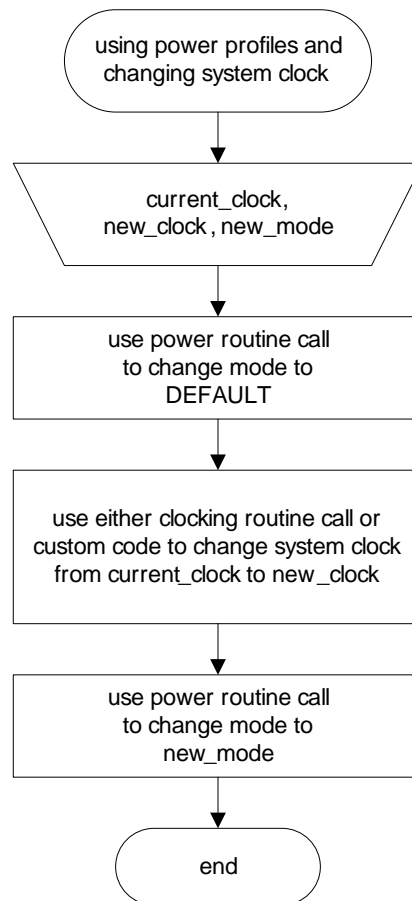 using power profiles and
changing system clock
current_clock,
new_clock, new_mode
use power routine call
to change mode to
DEFAULT
use either clocking routine call or
custom code to change system clock
from current_clock to new_clock
use power routine call
to change mode to
new_mode
end